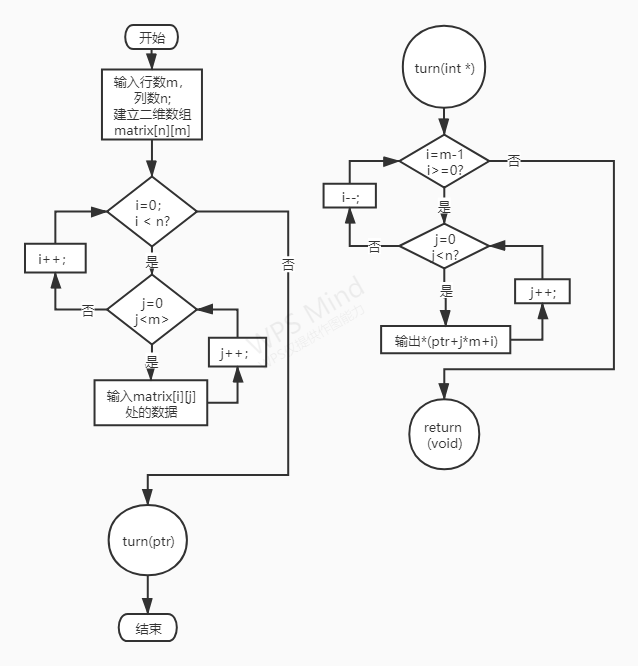 开始
输入行数m，
列数n;
建立二维数组
matrix[n][m]
i=0;
i < n?
是
否
i++;
j=0
j<m>
否
是
j++;
输入matrix[i][j]
处的数据
turn(ptr)
结束
turn(int *)
i=m-1
i>=0?
否
i--;
是
j=0
j<n?
否
是
j++;
输出*(ptr+j*m+i)
return
(void)
WPS Mind